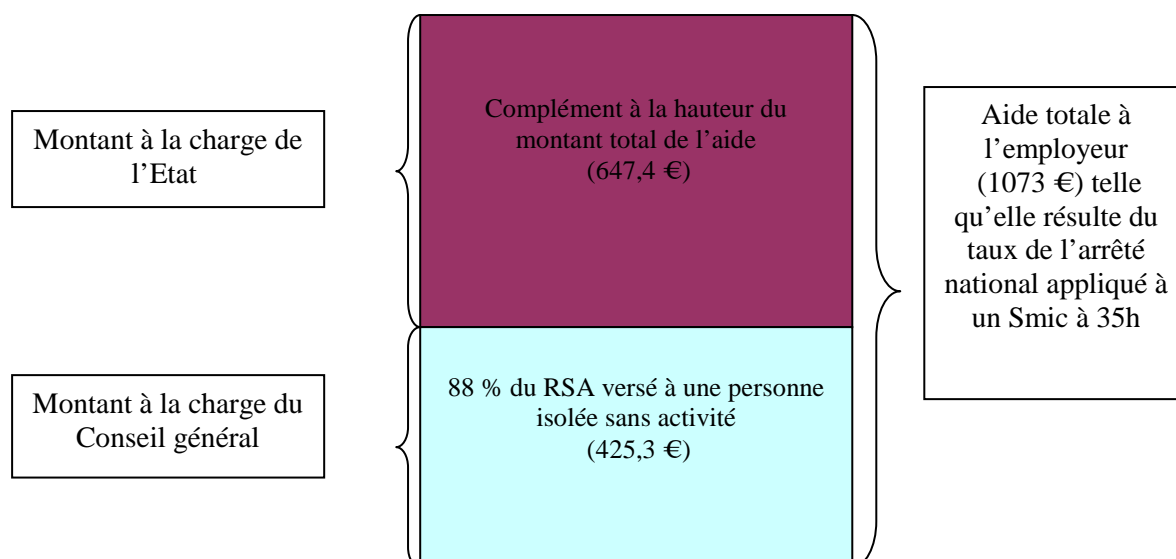 Montant à la charge de
l’Etat
Complément à la hauteur du
montant total de l’aide
(647,4 €)
Aide totale à
l’employeur
(1073 €) telle
qu’elle résulte du
taux de l’arrêté
national appliqué à
un Smic à 35h
Montant à la charge du
Conseil général
88 % du RSA versé à une personne
isolée sans activité
(425,3 €)